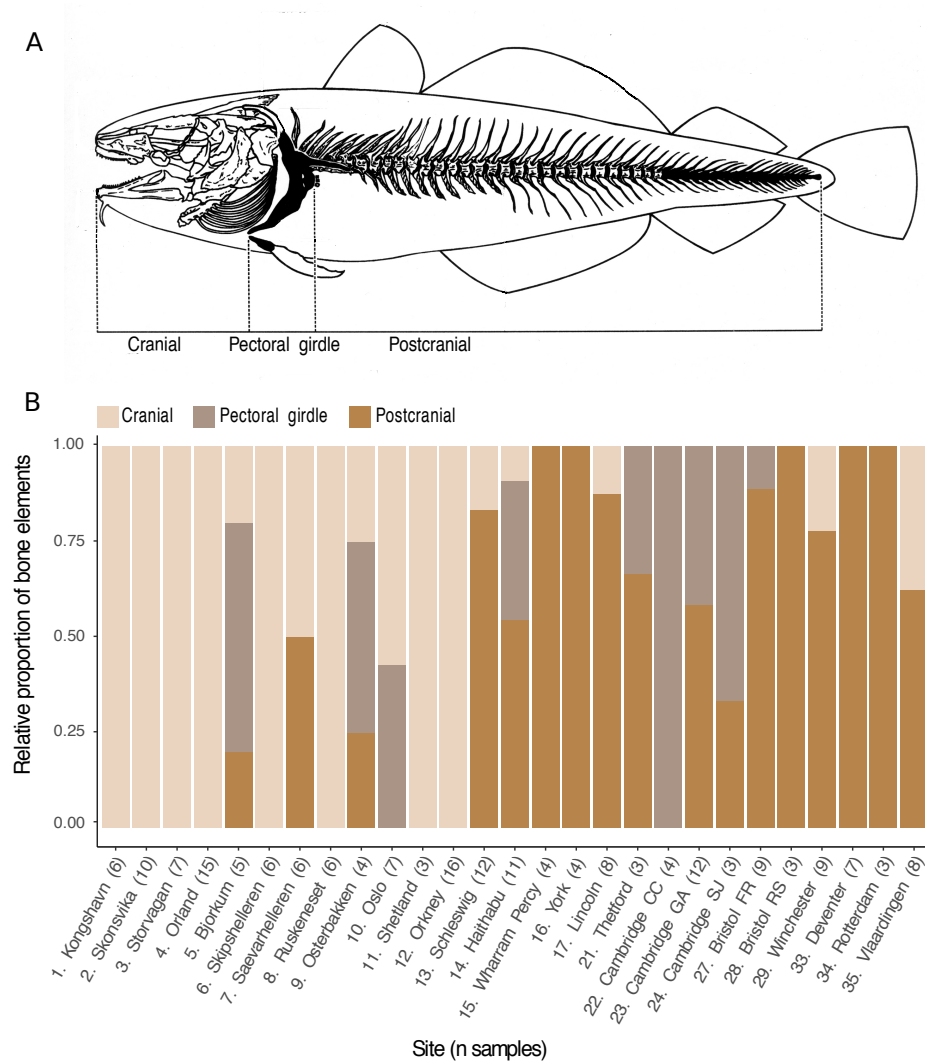 A
Cranial Pectoral girdle Postcranial
B
Cranial Pectoral girdle Postcranial
Relative proportion of bone elements
1.00
0.75
0.50
0.25
0.00
1. Kongshavn (6)
2. Skonsvika (10)
3. Storvagan (7)
4. Orland (15)
5. Bjorkum (5)
6. Skipshelleren (6)
7. Saevarhelleren (6)
8. Ruskeneset (6)
9. Osterbakken (4)
10. Oslo (7)
11. Shetland (3)
12. Orkney (16)
13. Schleswig (12)
14. Haithabu (11)
15. Wharram Percy (4)
16. York (4)
17. Lincoln (8)
21. Thetford (3)
22. Cambridge CC (4)
23. Cambridge GA (12)
24. Cambridge SJ (3)
27. Bristol FR (9)
28. Bristol RS (3)
29. Winchester (9)
33. Deventer (7)
34. Rotterdam (3)
35. Vlaardingen (8)
Site (n samples)